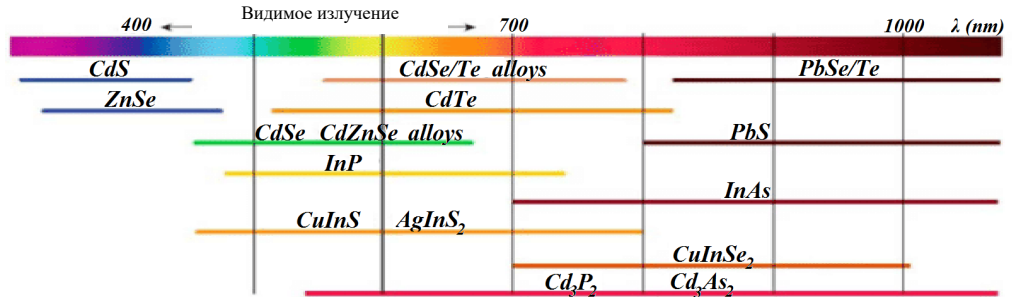 Видимое излучение
400 700 1000 λ (nm)
CdS CdSe/Te alloys PbSe/Te
ZnSe CdTe
CdSe CdZnSe alloys PbS
InP
InAs
CuInS AgInS₂
CuInSe₂
Cd₃P₂ Cd₃As₂